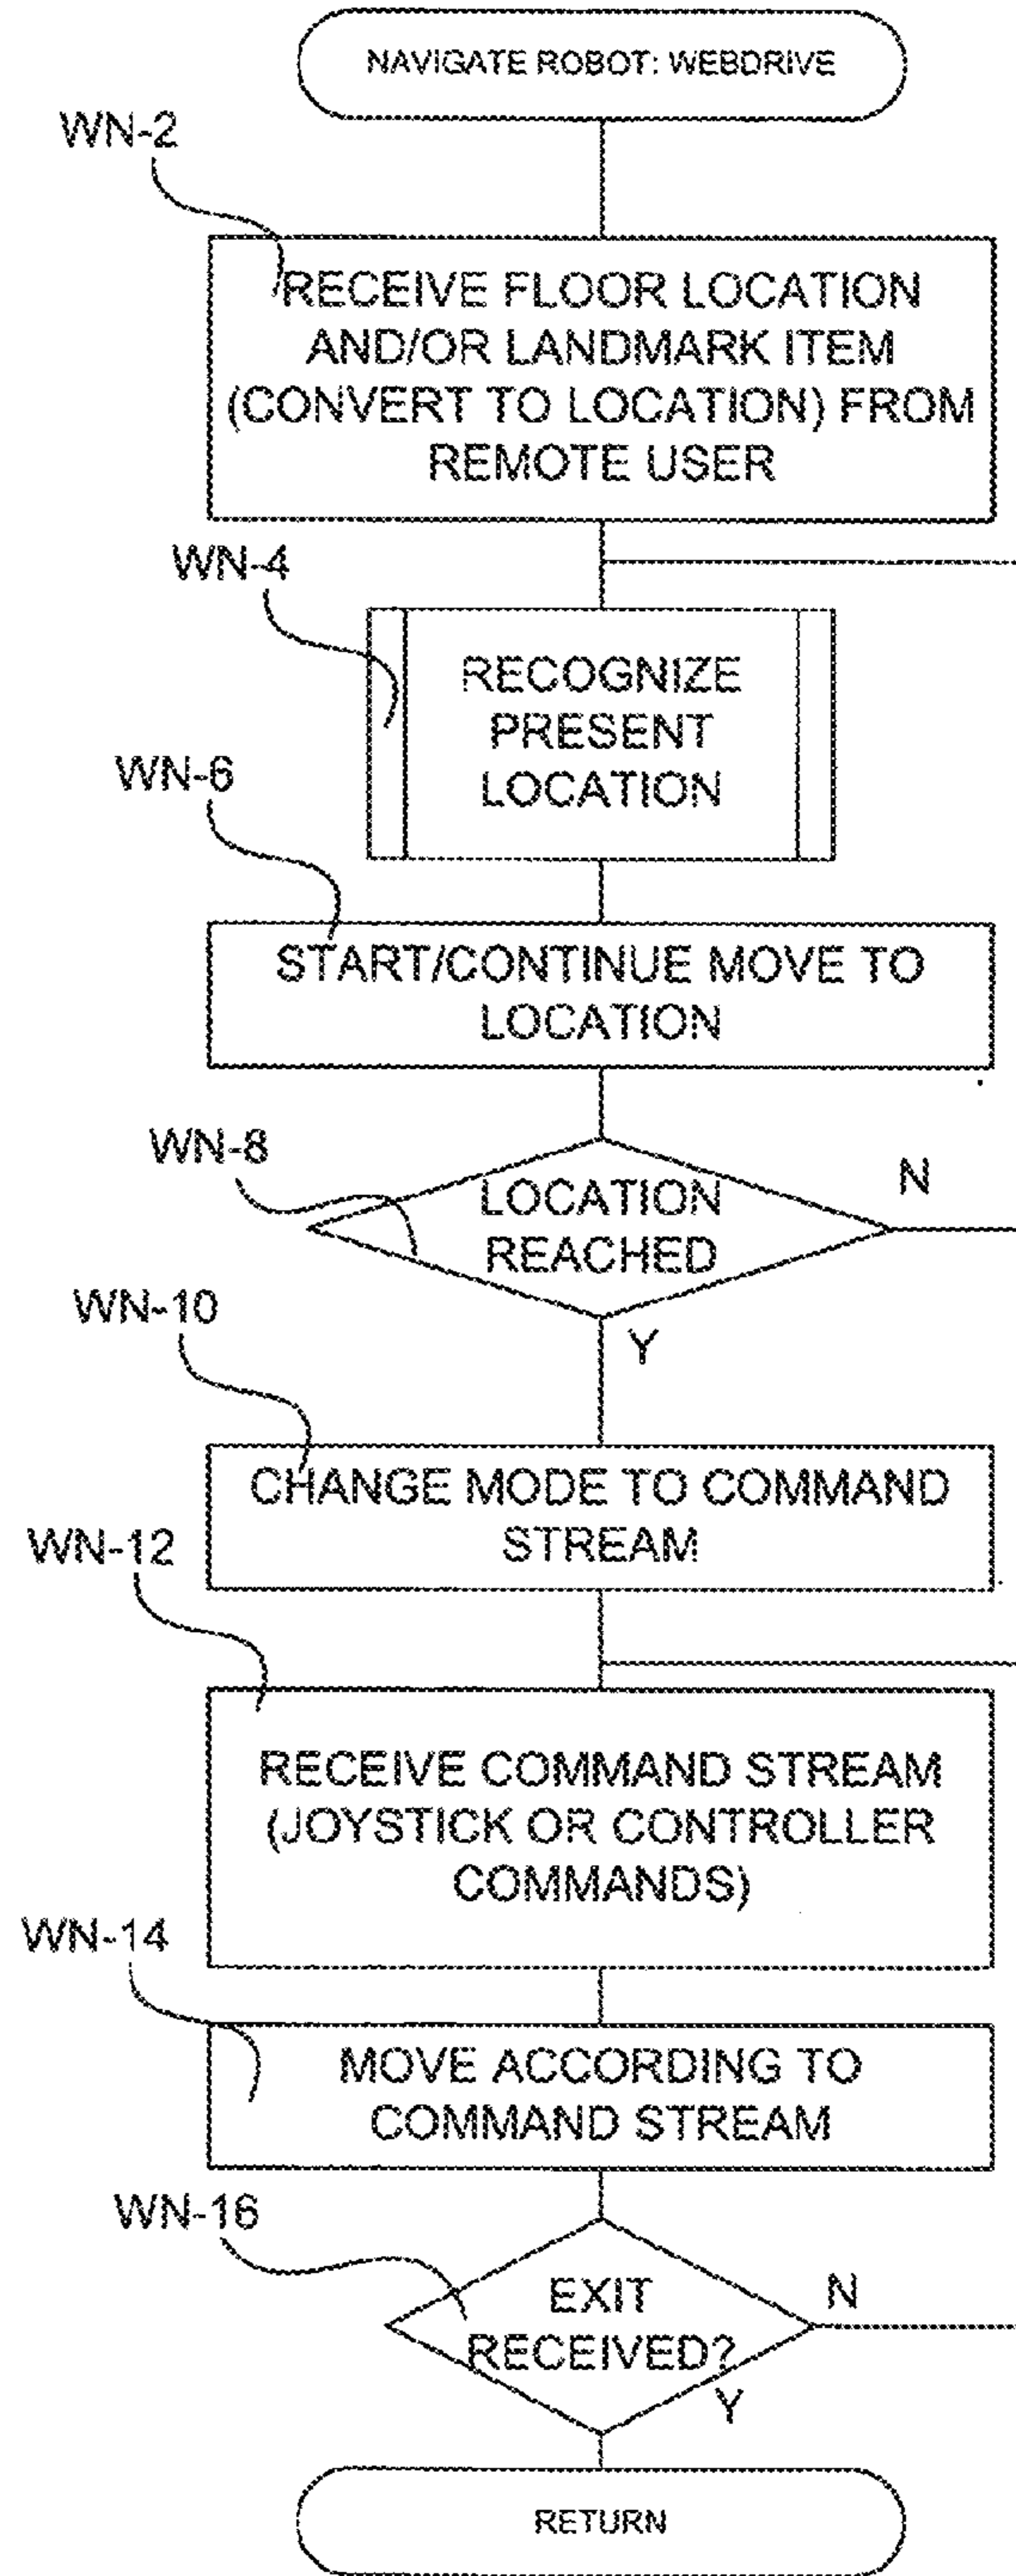 NAVIGATE ROBOT: WEBDRIVE
WN-2
RECEIVE FLOOR LOCATION
AND/OR LANDMARK ITEM
(CONVERT TO LOCATION) FROM
REMOTE USER
WN-4
RECOGNIZE
PRESENT
LOCATION
WN-6
START/CONTINUE MOVE TO
LOCATION
WN-8
LOCATION
REACHED
N
Y
WN-10
CHANGE MODE TO COMMAND
STREAM
WN-12
RECEIVE COMMAND STREAM
(JOYSTICK OR CONTROLLER
COMMANDS)
WN-14
MOVE ACCORDING TO
COMMAND STREAM
WN-16
EXIT
RECEIVED?
N
Y
RETURN